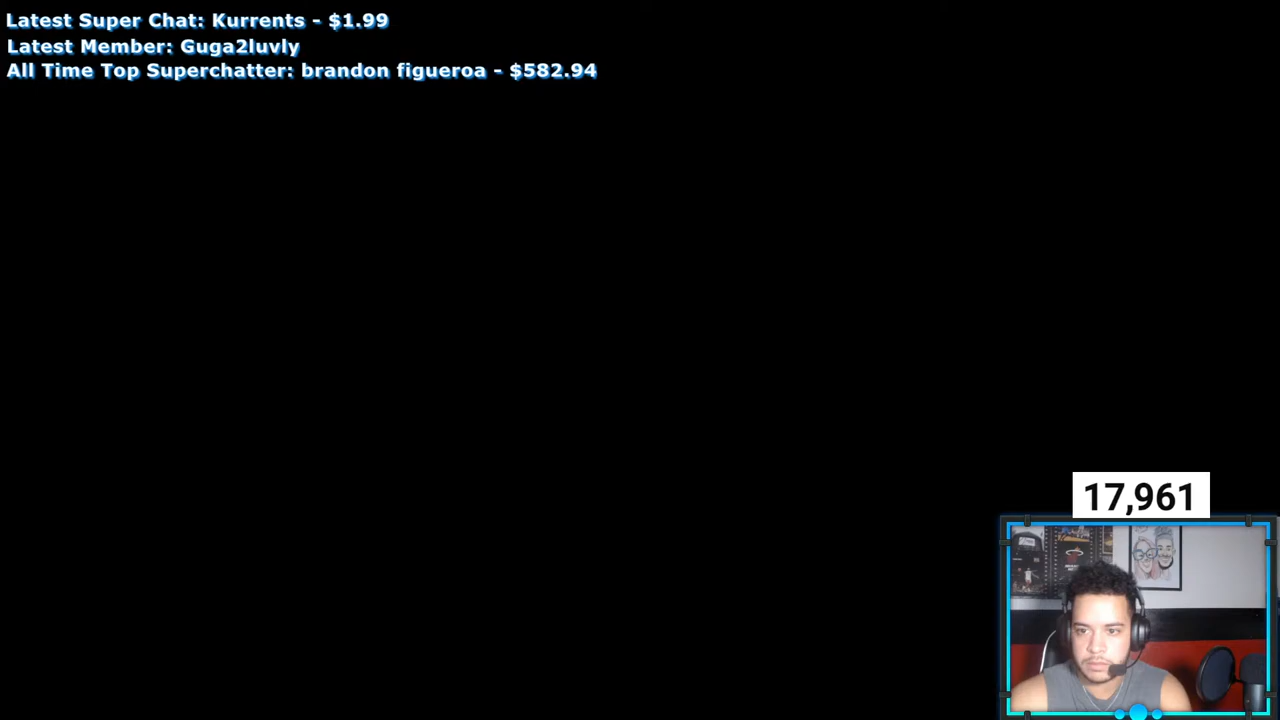 Latest Super Chat: Kurrents - $1.99
Latest Member: Guga2luvly
All Time Top Superchatter: brandon figueroa - $582.94
17,961